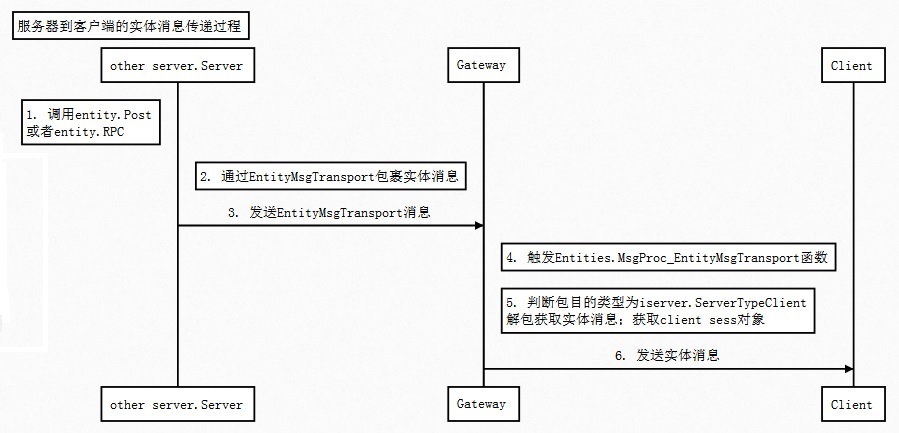 服务器到客户端的实体消息传递过程
other server.Server
Gateway
Client
1. 调用entity.Post
或者entity.RPC
2. 通过EntityMsgTransport包裹实体消息
3. 发送EntityMsgTransport消息
4. 触发Entities.MsgProc_EntityMsgTransport函数
5. 判断包目的类型为iserver.ServerTypeClient
解包获取实体消息; 获取client sess对象
6. 发送实体消息
other server.Server
Gateway
Client